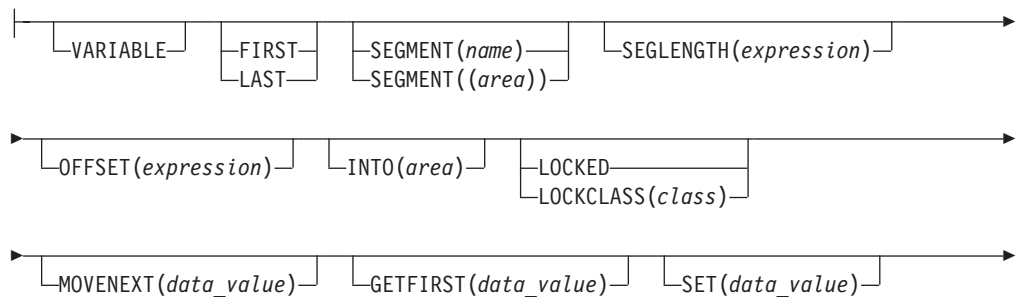 VARIABLE FIRST SEGMENT(name) SEGLENGTH(expression)
LAST SEGMENT((area))
OFFSET(expression) INTO(area) LOCKED
LOCKCLASS(class)
MOVENEXT(data_value) GETFIRST(data_value) SET(data_value)